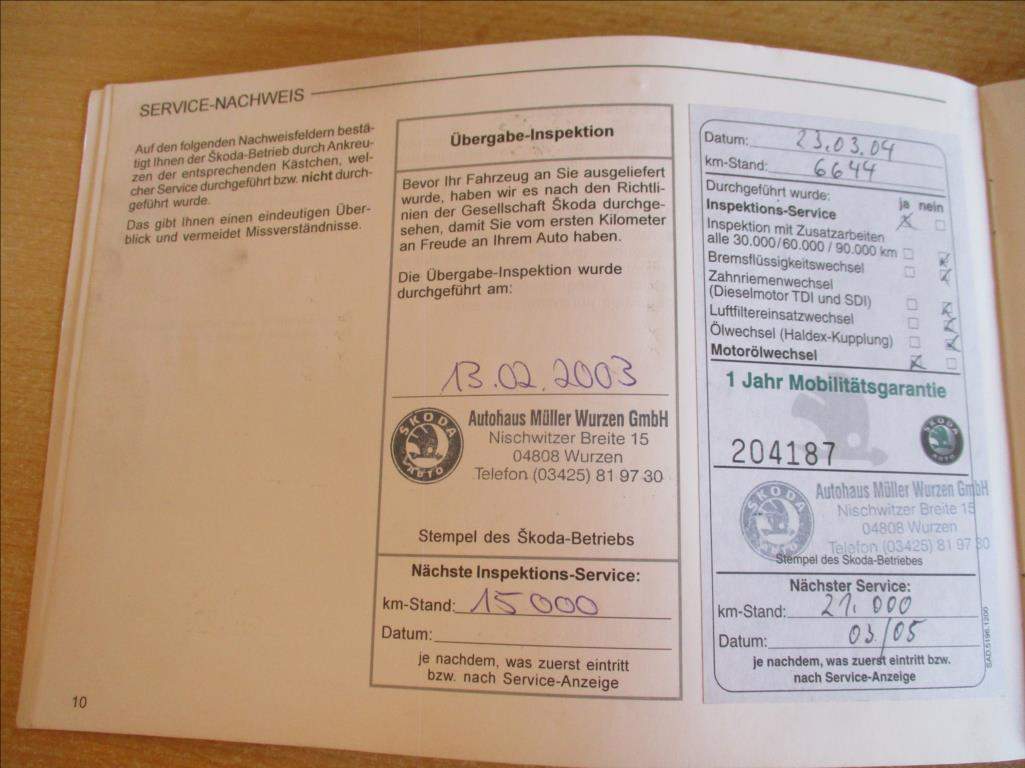 SERVICE-NACHWEIS
Auf den folgenden Nachweisfeldern bestä-
tigt Ihnen der Škoda-Betrieb durch Ankreu-
zen der entsprechenden Kästchen, wel-
cher Service durchgeführt bzw. nicht durch-
geführt wurde.
Das gibt Ihnen einen eindeutigen Über-
blick und vermeidet Missverständnisse.
10
Übergabe-Inspektion
Bevor Ihr Fahrzeug an Sie ausgeliefert
wurde, haben wir es nach den Richtli-
nien der Gesellschaft Škoda durchge-
sehen, damit Sie vom ersten Kilometer
an Freude an Ihrem Auto haben.
Die Übergabe-Inspektion wurde
durchgeführt am:
13.02.2003
ŠKODA
AUTO
Autohaus Müller Wurzen GmbH
Nischwitzer Breite 15
04808 Wurzen
Telefon (03425) 81 97 30
Stempel des Škoda-Betriebs
Nächste Inspektions-Service:
km-Stand: 15000
Datum:
je nachdem, was zuerst eintritt
bzw. nach Service-Anzeige
Datum: 23.03.04
km-Stand: 6644
Durchgeführt wurde: ja nein
Inspektions-Service
Inspektion mit Zusatzarbeiten
alle 30.000/60.000 / 90.000 km
Bremsflüssigkeitswechsel
Zahnriemenwechsel
(Dieselmotor TDI und SDI)
Luftfiltereinsatzwechsel
Ölwechsel (Haldex-Kupplung)
Motorölwechsel
1 Jahr Mobilitätsgarantie
204187
ŠKODA
Autohaus Müller Wurzen GmbH
Nischwitzer Breite 15
04808 Wurzen
Telefon (03425) 81 97 30
Stempel des Skoda-Betriebes
Nächster Service:
km-Stand: 21.000
Datum: 03/05
je nachdem, was zuerst eintritt bzw.
nach Service-Anzeige
SAD.5196.1200